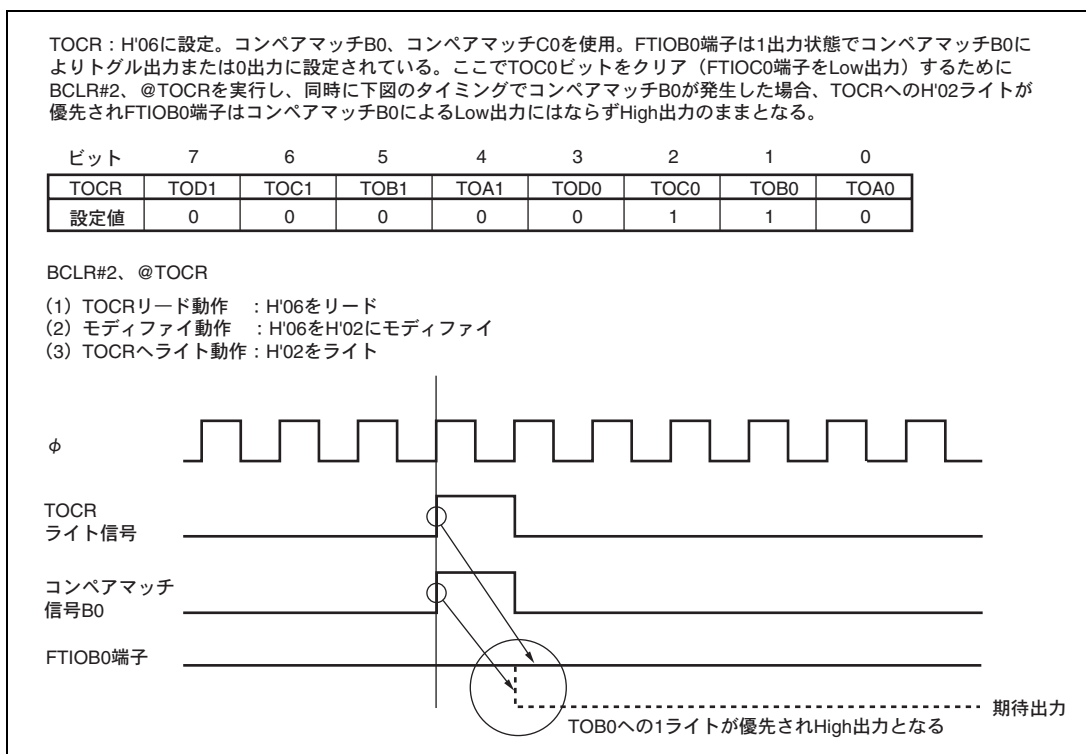 TOCR：H'06に設定。コンペアマッチB0、コンペアマッチC0を使用。FTIOB0端子は1出力状態でコンペアマッチB0に
よりトグル出力または0出力に設定されている。ここでTOC0ビットをクリア（FTIOC0端子をLow出力）するために
BCLR#2、@TOCRを実行し、同時に下図のタイミングでコンペアマッチB0が発生した場合、TOCRへのH'02ライトが
優先されFTIOB0端子はコンペアマッチB0によるLow出力にはならずHigh出力のままとなる。
ビット 7 6 5 4 3 2 1 0
TOCR TOD1 TOC1 TOB1 TOA1 TOD0 TOC0 TOB0 TOA0
設定値 0 0 0 0 0 1 1 0
BCLR#2、@TOCR
（1）TOCRリード動作　：H'06をリード
（2）モディファイ動作　：H'06をH'02にモディファイ
（3）TOCRへライト動作：H'02をライト
φ
TOCR
ライト信号
コンペアマッチ
信号B0
FTIOB0端子
期待出力
TOB0への1ライトが優先されHigh出力となる